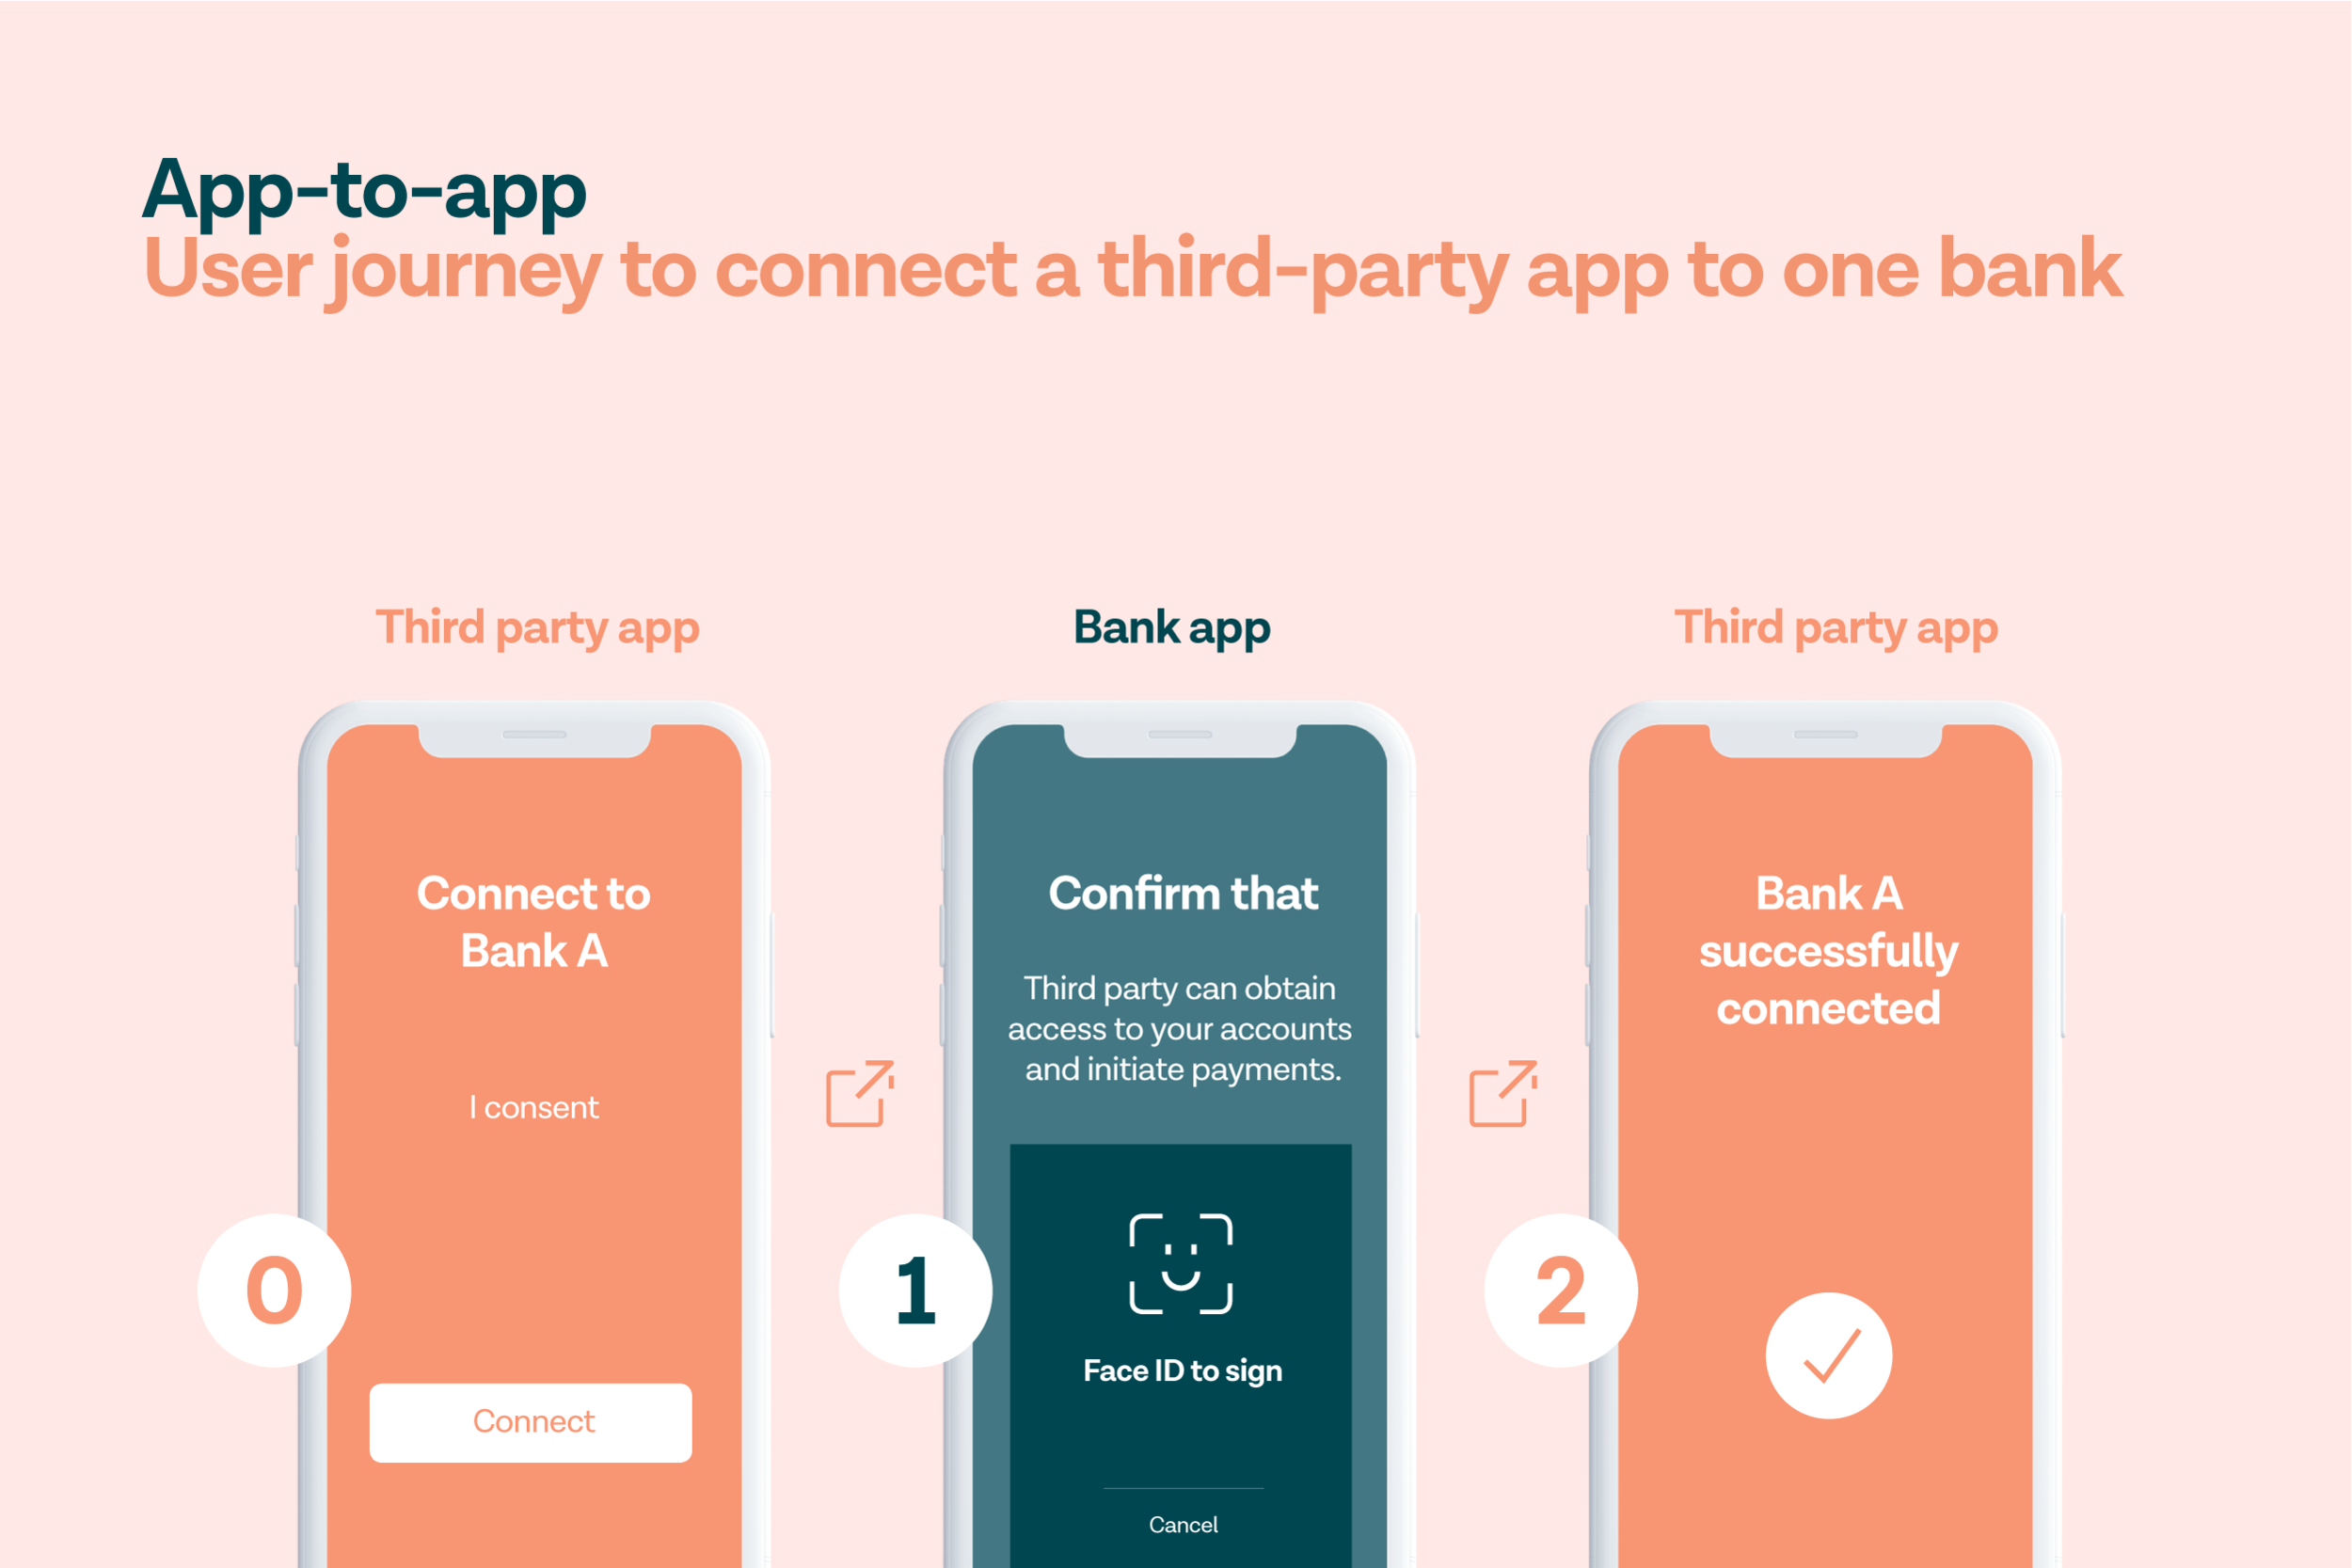 App-to-app
User journey to connect a third-party app to one bank
Third party app
Connect to
Bank A
I consent
0
Connect
Bank app
Confirm that
Third party can obtain
access to your accounts
and initiate payments.
1
Face ID to sign
Cancel
Third party app
Bank A
successfully
connected
2